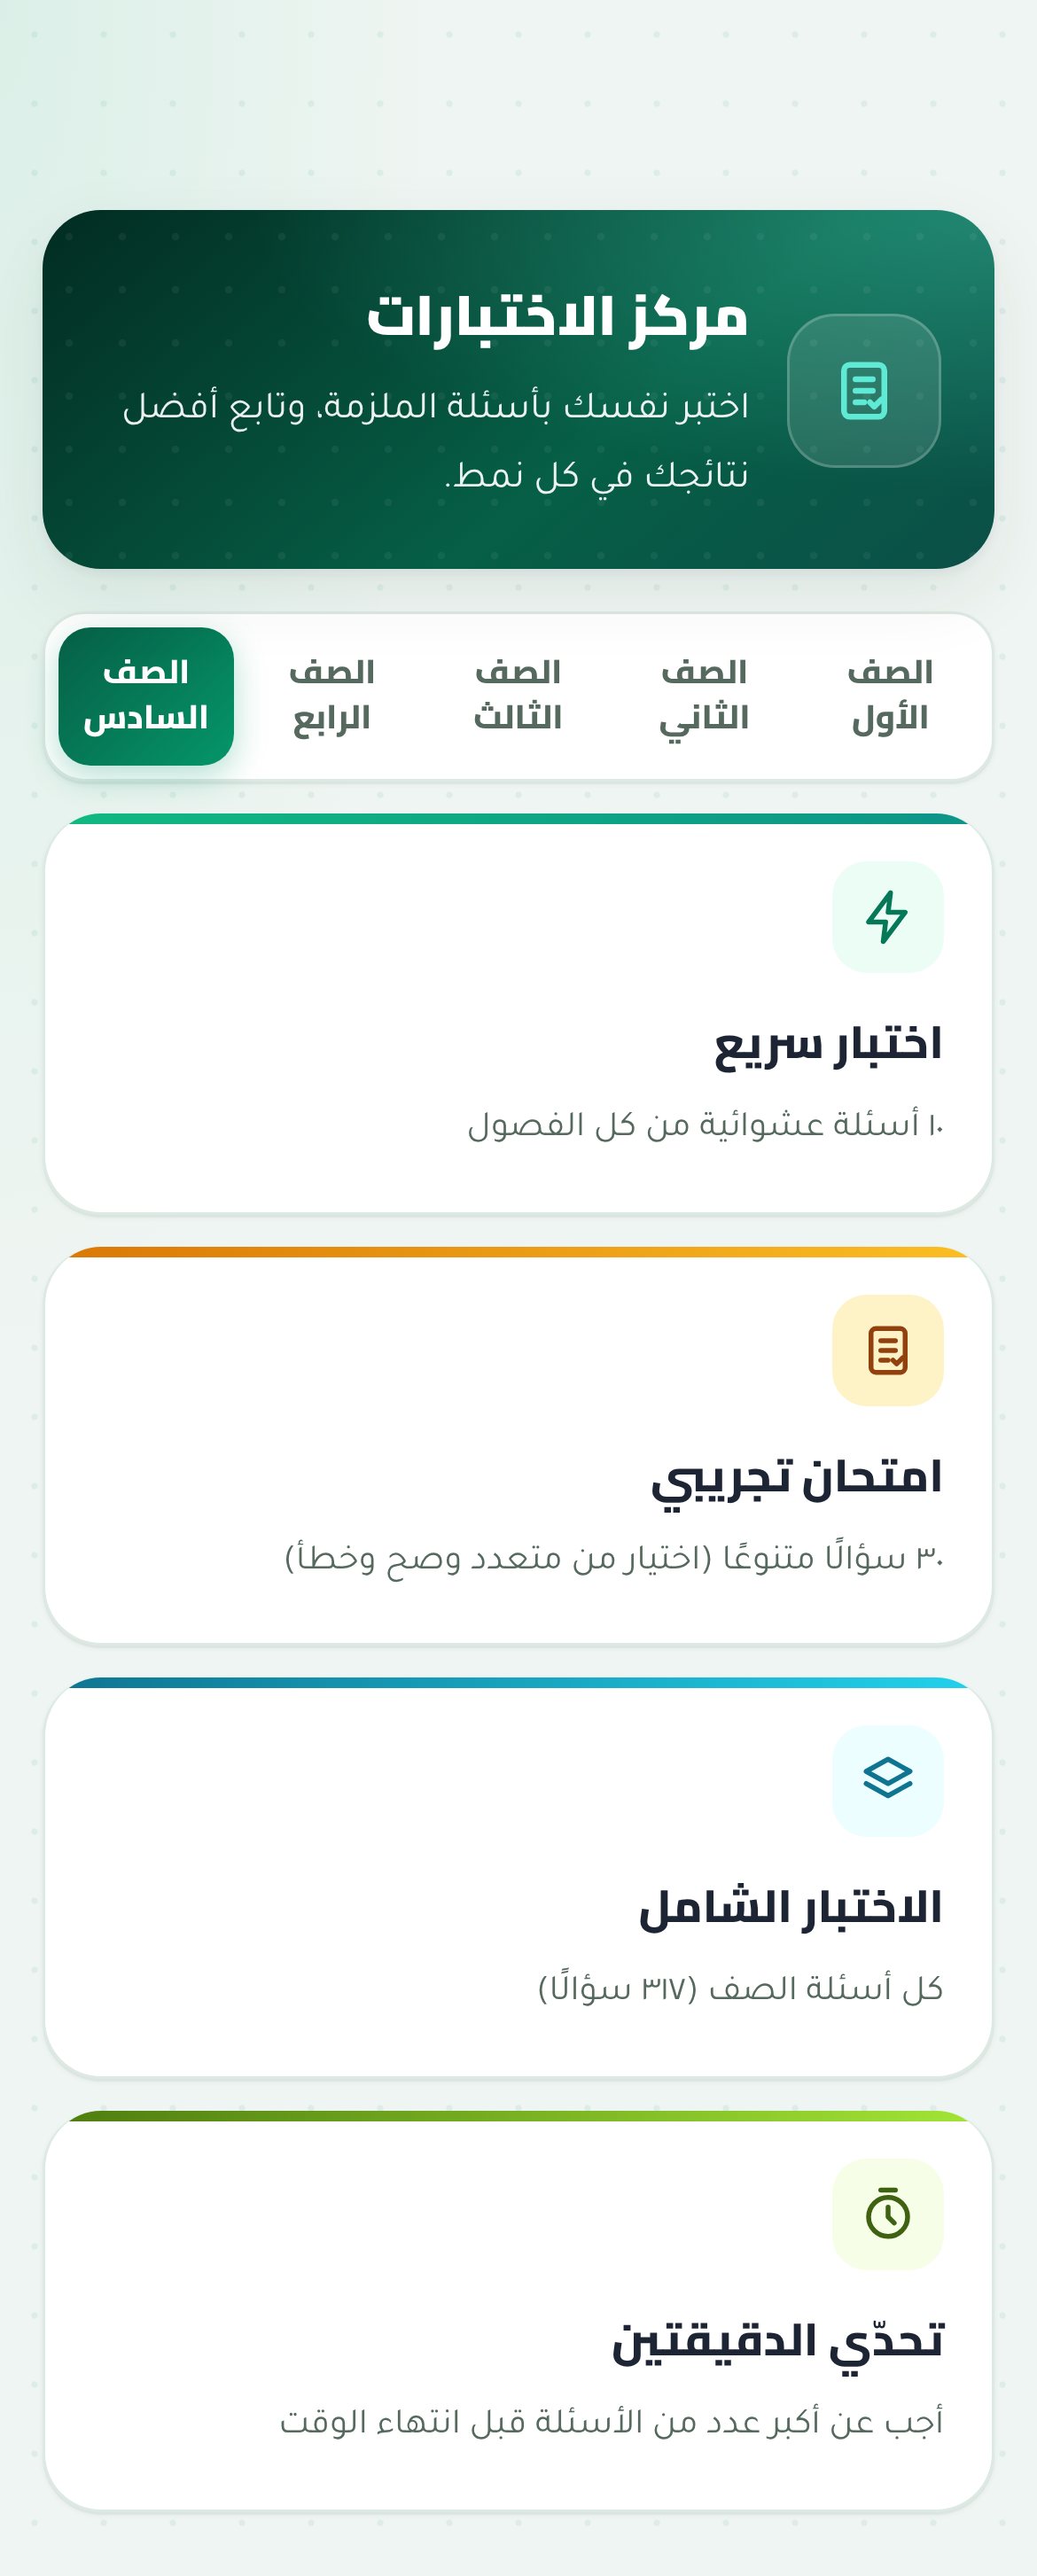 مركز الاختبارات
اختبر نفسك بأسئلة الملزمة، وتابع أفضل
نتائجك في كل نمط.
الصف الأول
الصف الثاني
الصف الثالث
الصف الرابع
الصف السادس
اختبار سريع
١٠ أسئلة عشوائية من كل الفصول
امتحان تجريبي
٣٠ سؤالًا متنوعًا (اختيار من متعدد وصح وخطأ)
الاختبار الشامل
كل أسئلة الصف (٣١٧ سؤالًا)
تحدّي الدقيقتين
أجب عن أكبر عدد من الأسئلة قبل انتهاء الوقت